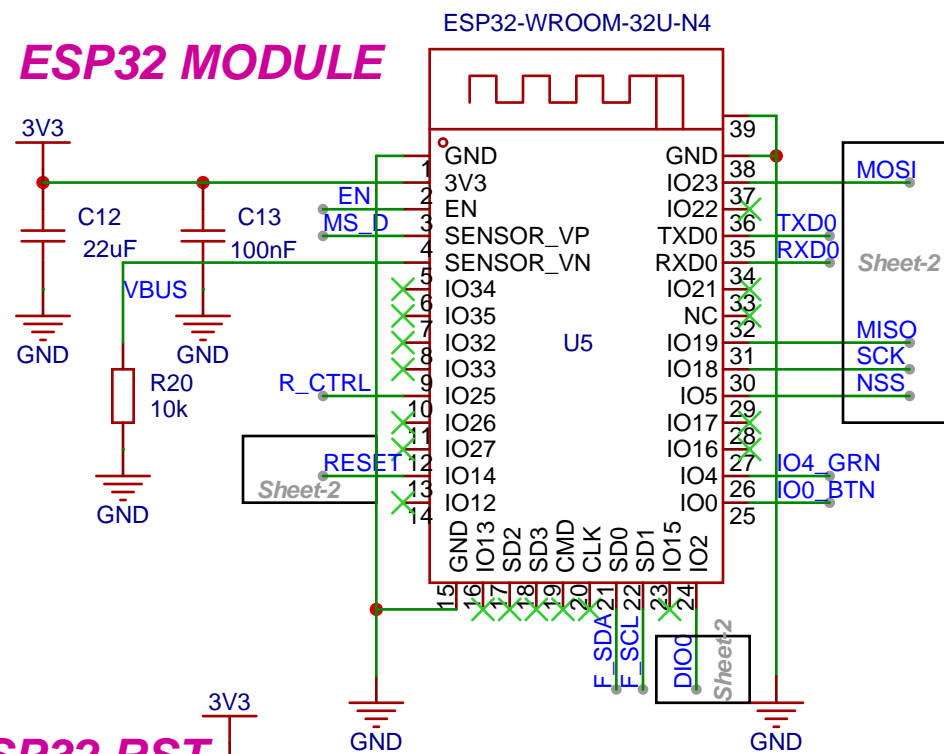 ESP32-WROOM-32U-N4
ESP32 MODULE
3V3
C12
22uF
C13
100nF
GND
GND
VBUS
R20
10k
GND
EN
MS_D
R_CTRL
RESET
Sheet-2
1 GND
2 3V3
3 EN
4 SENSOR_VP
5 SENSOR_VN
6 IO34
7 IO35
8 IO32
9 IO33
10 IO25
11 IO26
12 IO27
13 IO14
14 IO12
U5
39
GND 38
IO23 37
IO22 36
TXD0 35
RXD0 34
IO21 33
NC 32
IO19 31
IO18 30
IO5 29
IO17 28
IO16 27
IO4 26
IO0 25
MOSI
TXD0
RXD0
Sheet-2
MISO
SCK
NSS
IO4_GRN
IO0_BTN
GND IO13 SD2 SD3 CMD CLK SD0 SD1 IO15 IO2
15 16 17 18 19 20 21 22 23 24
F_SDA
F_SCL
DIO0
Sheet-2
GND
GND
3V3
SP32 RST